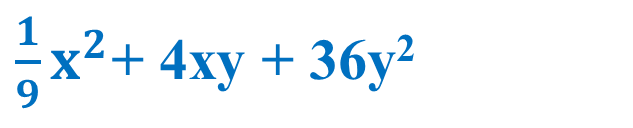 1/9 x² + 4xy + 36y²